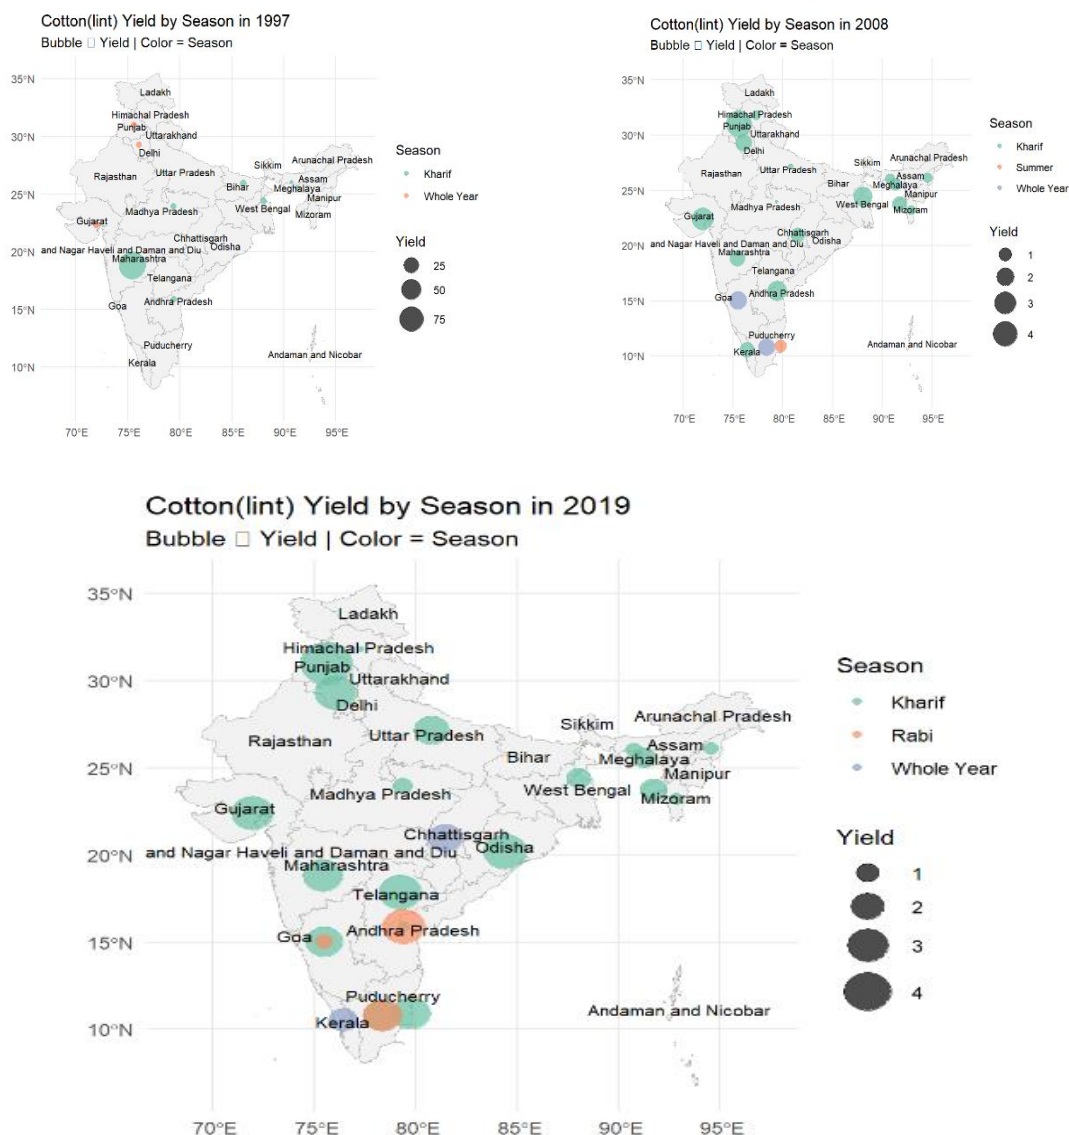 Cotton(lint) Yield by Season in 1997
Bubble □ Yield | Color = Season
35°N
30°N
25°N
20°N
15°N
10°N
Ladakh
Himachal Pradesh
Punjab
Uttarakhand
Delhi
Rajasthan
Uttar Pradesh
Bihar
Sikkim
Arunachal Pradesh
Assam
Meghalaya
Manipur
West Bengal
Mizoram
Madhya Pradesh
Gujarat
Chhattisgarh
Odisha
and Nagar Haveli and Daman and Diu
Maharashtra
Telangana
Goa
Andhra Pradesh
Puducherry
Kerala
Andaman and Nicobar
70°E 75°E 80°E 85°E 90°E 95°E
Season
Kharif
Whole Year
Yield
25
50
75
Cotton(lint) Yield by Season in 2008
Bubble □ Yield | Color = Season
35°N
30°N
25°N
20°N
15°N
10°N
Ladakh
Himachal Pradesh
Punjab
Uttarakhand
Delhi
Rajasthan
Uttar Pradesh
Bihar
Sikkim
Arunachal Pradesh
Assam
Meghalaya
Manipur
West Bengal
Mizoram
Madhya Pradesh
Gujarat
Chhattisgarh
Odisha
and Nagar Haveli and Daman and Diu
Maharashtra
Telangana
Goa
Andhra Pradesh
Puducherry
Kerala
Andaman and Nicobar
70°E 75°E 80°E 85°E 90°E 95°E
Season
Kharif
Summer
Whole Year
Yield
1
2
3
4
Cotton(lint) Yield by Season in 2019
Bubble □ Yield | Color = Season
35°N
30°N
25°N
20°N
15°N
10°N
Ladakh
Himachal Pradesh
Punjab
Uttarakhand
Delhi
Rajasthan
Uttar Pradesh
Bihar
Sikkim
Arunachal Pradesh
Assam
Meghalaya
Manipur
West Bengal
Mizoram
Madhya Pradesh
Gujarat
Chhattisgarh
Odisha
and Nagar Haveli and Daman and Diu
Maharashtra
Telangana
Goa
Andhra Pradesh
Puducherry
Kerala
Andaman and Nicobar
70°E 75°E 80°E 85°E 90°E 95°E
Season
Kharif
Rabi
Whole Year
Yield
1
2
3
4